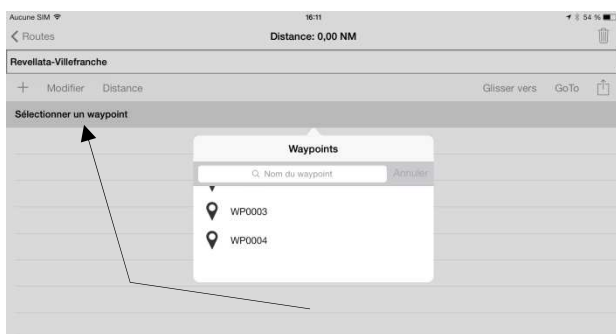 Aucune SIM 16:11 54 %
Routes Distance: 0,00 NM
Revellata-Villefranche
+ Modifier Distance Glisser vers GoTo
Sélectionner un waypoint
Waypoints
Nom du waypoint Annuler
WP0003
WP0004